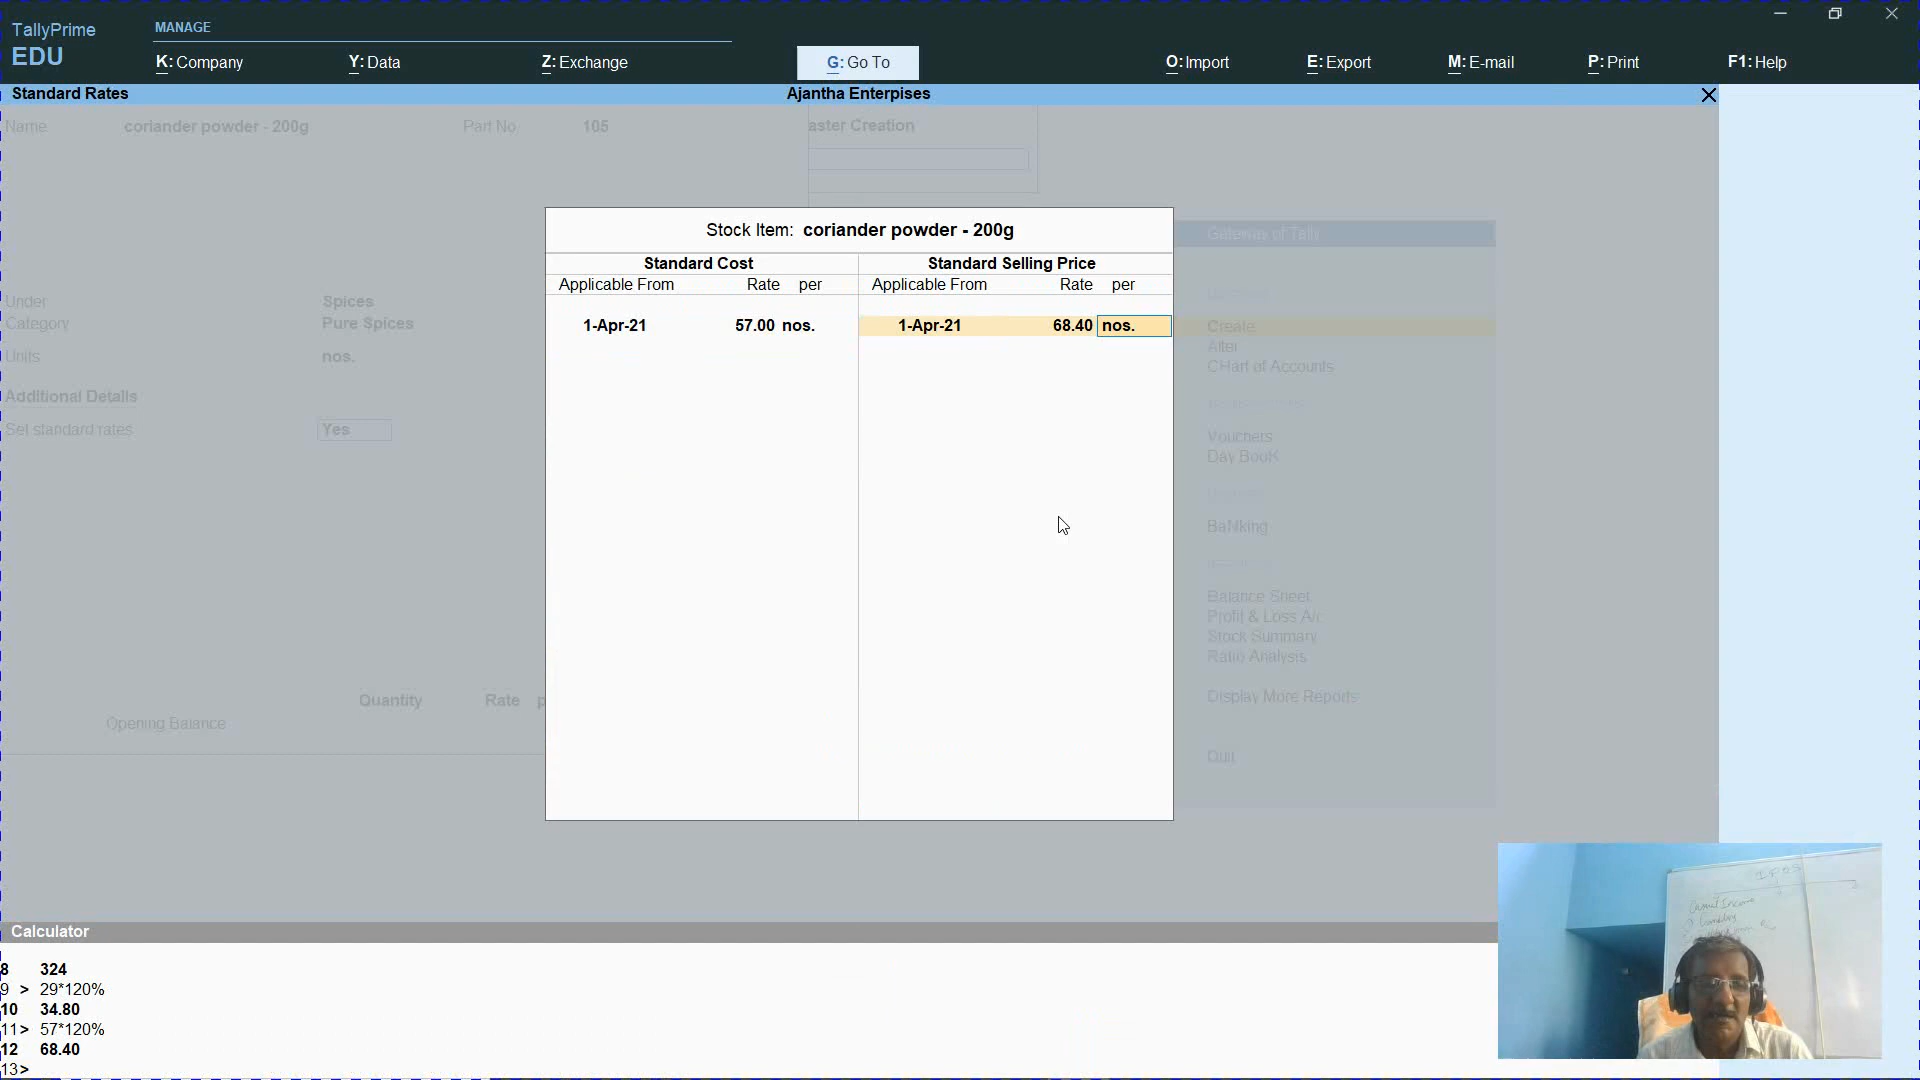 TallyPrime
EDU
MANAGE
K: Company
Y: Data
Z: Exchange
G: Go To
O: Import
E: Export
M: E-mail
P: Print
F1: Help
Standard Rates
Ajantha Enterpises
Name
coriander powder - 200g
Part No
105
aster Creation
Stock Item: coriander powder - 200g
Standard Cost
Standard Selling Price
Applicable From Rate per
Applicable From Rate per
1-Apr-21 57.00 nos.
1-Apr-21 68.40 nos.
Under Spices
Category Pure Spices
Units nos.
Additional Details
Set standard rates Yes
Quantity Rate p
Opening Balance
Gateway of Tally
Create
Alter
CHart of Accounts
Vouchers
Day BooK
BaNking
Balance Sheet
Profit & Loss A/c
Stock Summary
Ratio Analysis
Display More Reports
Quit
Calculator
8 324
9 > 29*120%
10 34.80
11> 57*120%
12 68.40
13>